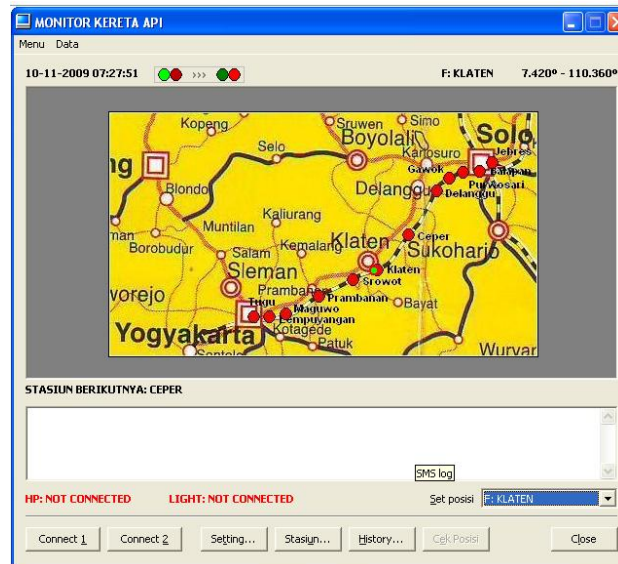 MONITOR KERETA API
Menu Data
10-11-2009 07:27:51 >>> F: KLATEN 7.420º - 110.360º
Kopeng
Sruwen
Simo
Boyolali
Solo
Selo
Kartosuro
Jebres
Gawok
Balapan
Purwosari
Blondo
Delanggu
Delanggu
Muntilan
Kaliurang
Ceper
Borobudur
Salam
Kemalang
Klaten
Sukoharjo
Sleman
Klaten
Srowot
worejo
Prambanan
Prambanan
Bayat
Tugu
Maguwo
Lempuyangan
Yogyakarta
Kotagede
Patuk
Wuryan
STASIUN BERIKUTNYA: CEPER
SMS log
HP: NOT CONNECTED LIGHT: NOT CONNECTED Set posisi F: KLATEN
Connect 1 Connect 2 Setting... Stasiun... History... Cek Posisi Close